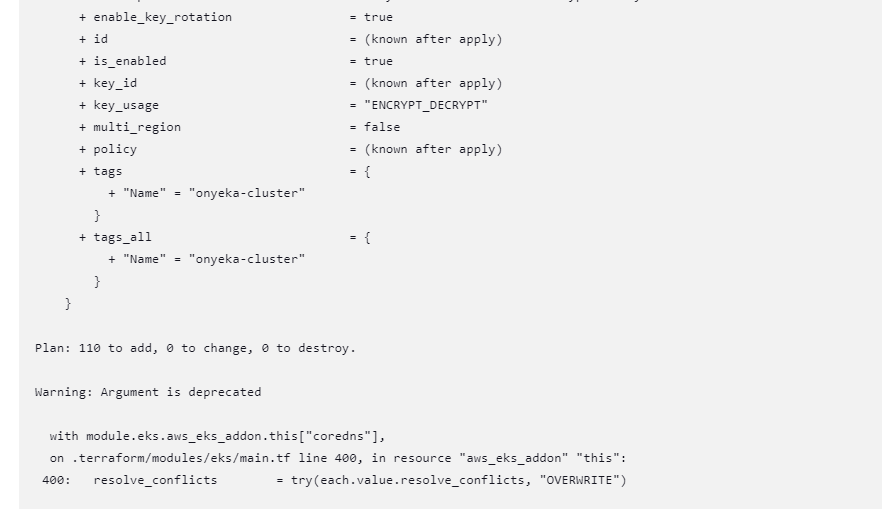 + enable_key_rotation = true
+ id = (known after apply)
+ is_enabled = true
+ key_id = (known after apply)
+ key_usage = "ENCRYPT_DECRYPT"
+ multi_region = false
+ policy = (known after apply)
+ tags = {
+ "Name" = "onyeka-cluster"
}
+ tags_all = {
+ "Name" = "onyeka-cluster"
}
}
Plan: 110 to add, 0 to change, 0 to destroy.
Warning: Argument is deprecated
with module.eks.aws_eks_addon.this["coredns"],
on .terraform/modules/eks/main.tf line 400, in resource "aws_eks_addon" "this":
400: resolve_conflicts = try(each.value.resolve_conflicts, "OVERWRITE")